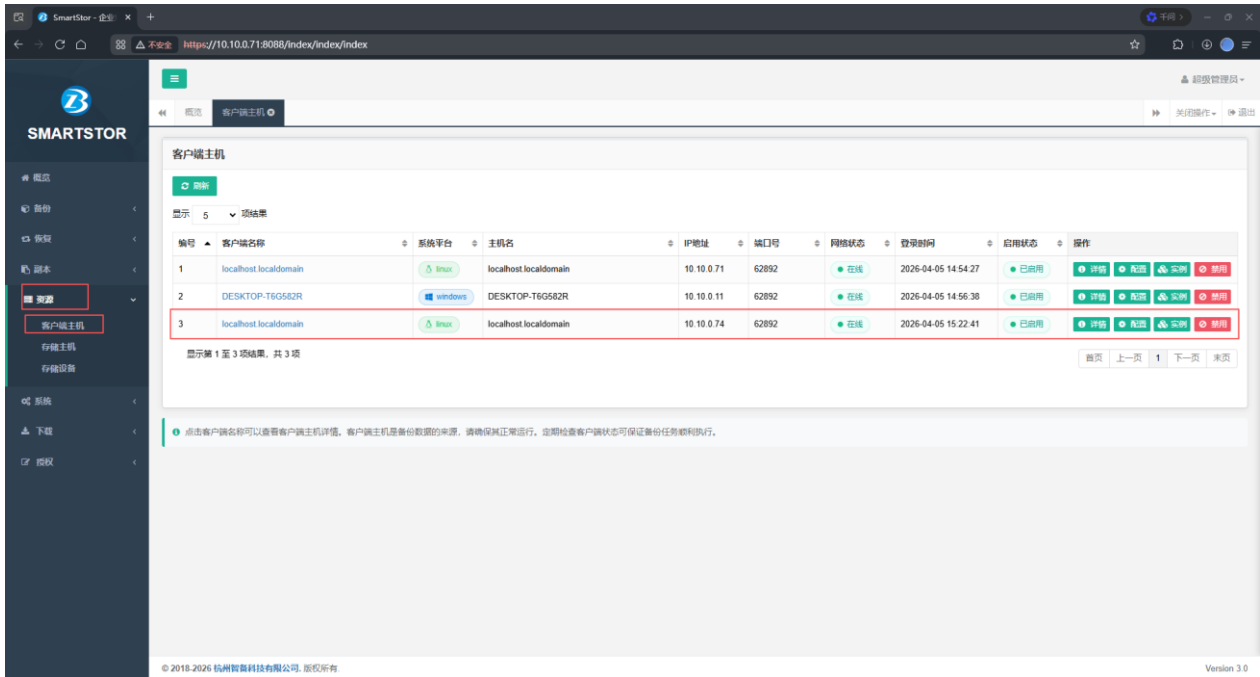 SmartStor - 企业
千问
不安全 https://10.10.0.71:8088/index/index/index
SMARTSTOR
超级管理员
概览 客户端主机 关闭操作 退出
概览
备份
恢复
副本
资源
客户端主机
存储主机
存储设备
系统
下载
授权
客户端主机
刷新
显示 5 项结果
编号 客户端名称 系统平台 主机名 IP地址 端口号 网络状态 登录时间 启用状态 操作
1 localhost.localdomain linux localhost.localdomain 10.10.0.71 62892 在线 2026-04-05 14:54:27 已启用 详情 配置 实例 禁用
2 DESKTOP-T6G582R windows DESKTOP-T6G582R 10.10.0.11 62892 在线 2026-04-05 14:56:38 已启用 详情 配置 实例 禁用
3 localhost.localdomain linux localhost.localdomain 10.10.0.74 62892 在线 2026-04-05 15:22:41 已启用 详情 配置 实例 禁用
显示第 1 至 3 项结果，共 3 项
首页 上一页 1 下一页 末页
点击客户端名称可以查看客户端主机详情。客户端主机是备份数据的来源，请确保其正常运行。定期检查客户端状态可保证备份任务顺利执行。
© 2018-2026 杭州智备科技有限公司. 版权所有. Version 3.0